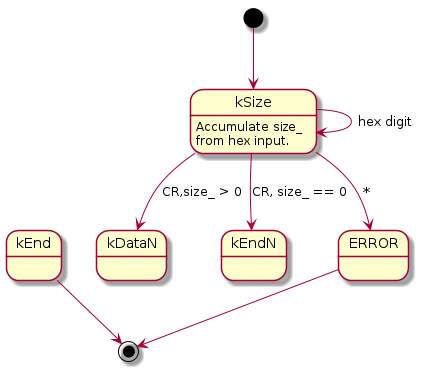 kSize
Accumulate size_
from hex input.
hex digit
CR,size_ > 0
CR, size_ == 0
*
kEnd
kDataN
kEndN
ERROR